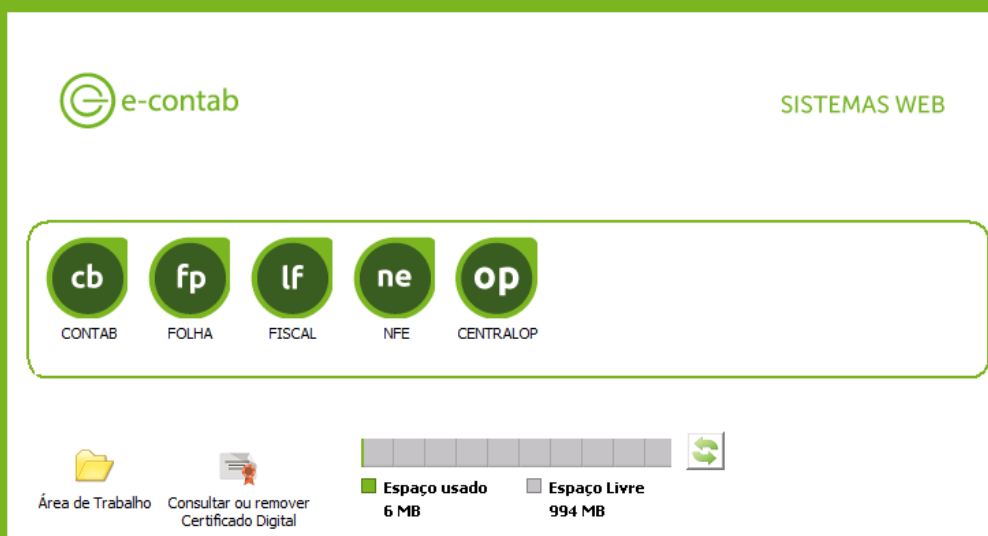 e-contab
SISTEMAS WEB
cb fp lf ne op
CONTAB FOLHA FISCAL NFE CENTRALOP
Área de Trabalho
Consultar ou remover
Certificado Digital
Espaço usado
6 MB
Espaço Livre
994 MB